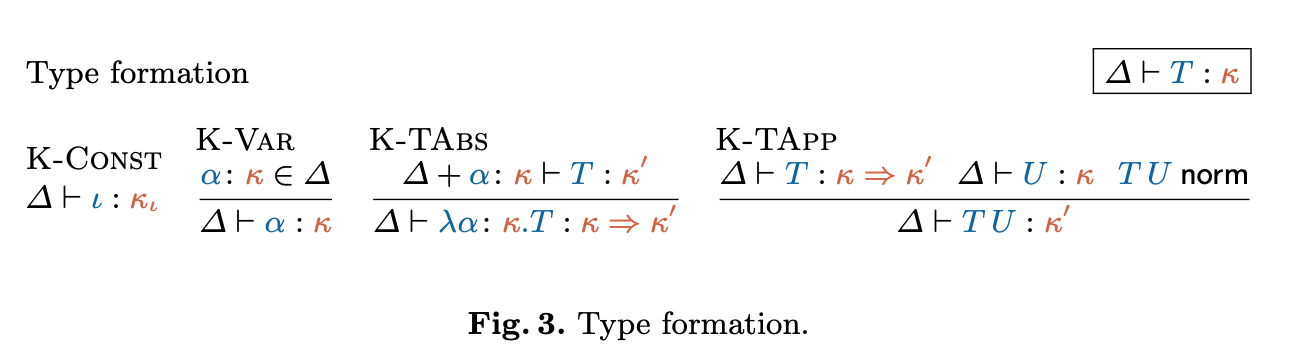 Type formation
Δ ⊢ T : κ
K-Const
Δ ⊢ ι : κ_ι
K-Var
α: κ ∈ Δ
Δ ⊢ α : κ
K-TAbs
Δ + α: κ ⊢ T : κ′
Δ ⊢ λα: κ.T : κ ⇒ κ′
K-TApp
Δ ⊢ T : κ ⇒ κ′ Δ ⊢ U : κ T U norm
Δ ⊢ T U : κ′
Fig. 3. Type formation.